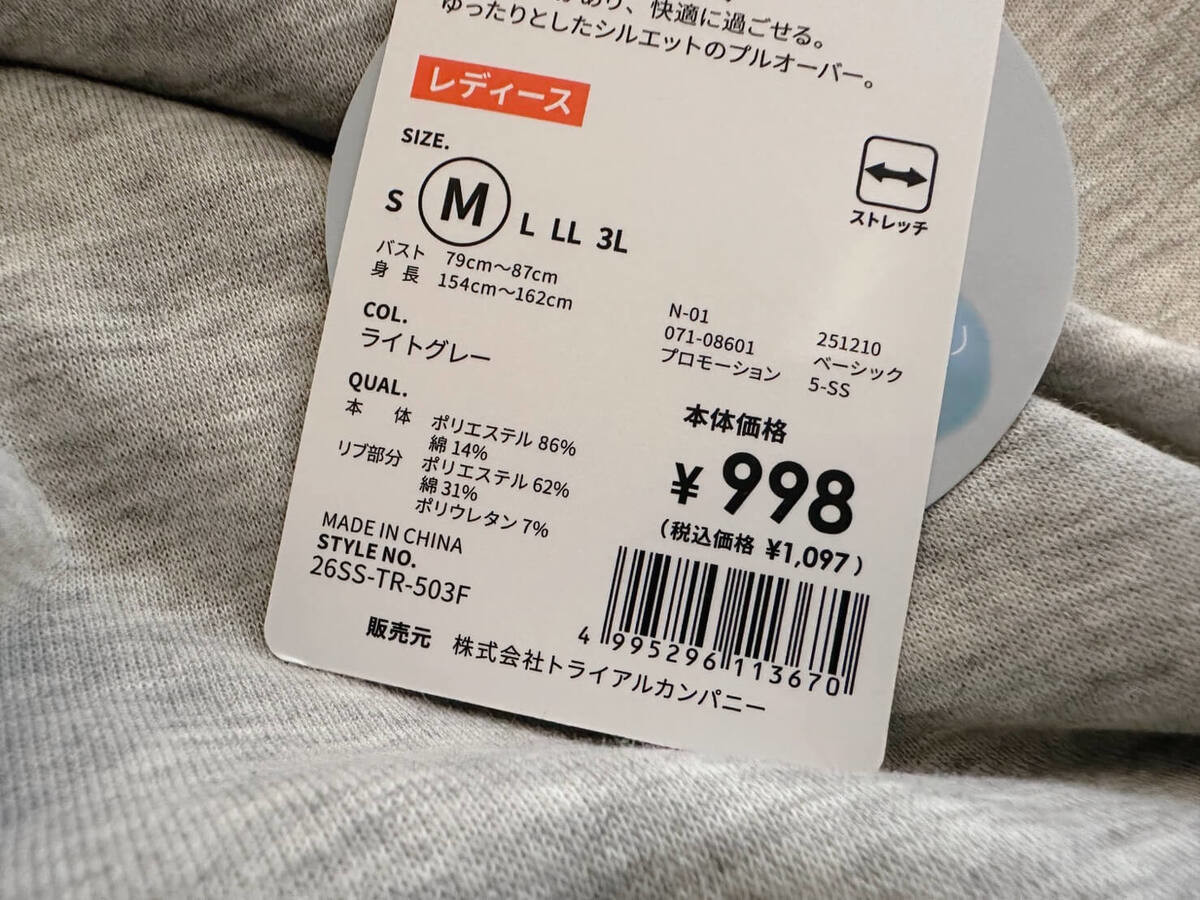 、快適に過ごせる。
ゆったりとしたシルエットのプルオーバー。
レディース
SIZE.
S M L LL 3L
バスト 79cm～87cm
身 長 154cm～162cm
ストレッチ
COL.
ライトグレー
N-01
071-08601 251210
プロモーション ベーシック
5-SS
QUAL.
本 体 ポリエステル 86%
綿 14%
リブ部分 ポリエステル 62%
綿 31%
ポリウレタン 7%
MADE IN CHINA
STYLE NO.
26SS-TR-503F
本体価格
¥998
(税込価格 ¥1,097)
4 995296 113670
販売元 株式会社トライアルカンパニー